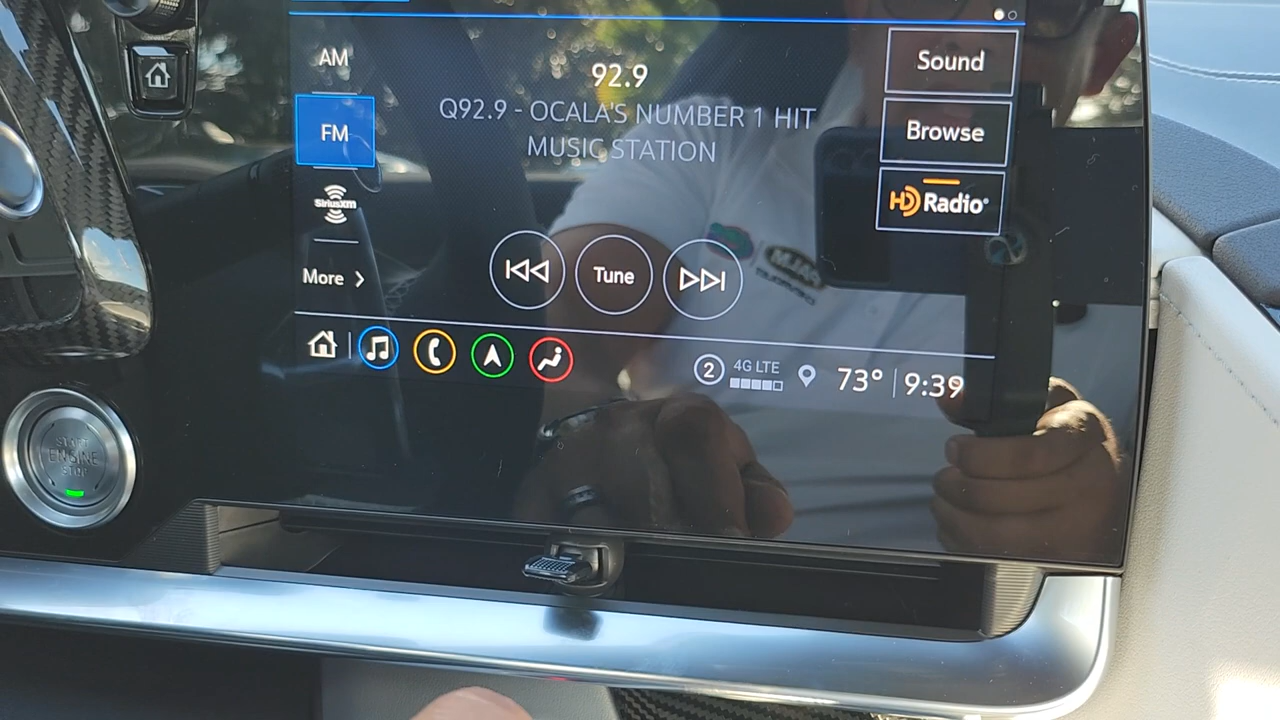 AM
92.9
Sound
FM
Q92.9 - OCALA'S NUMBER 1 HIT
MUSIC STATION
Browse
SiriusXM
HD Radio
More
Tune
2
4G LTE
73°
9:39
START
ENGINE
STOP